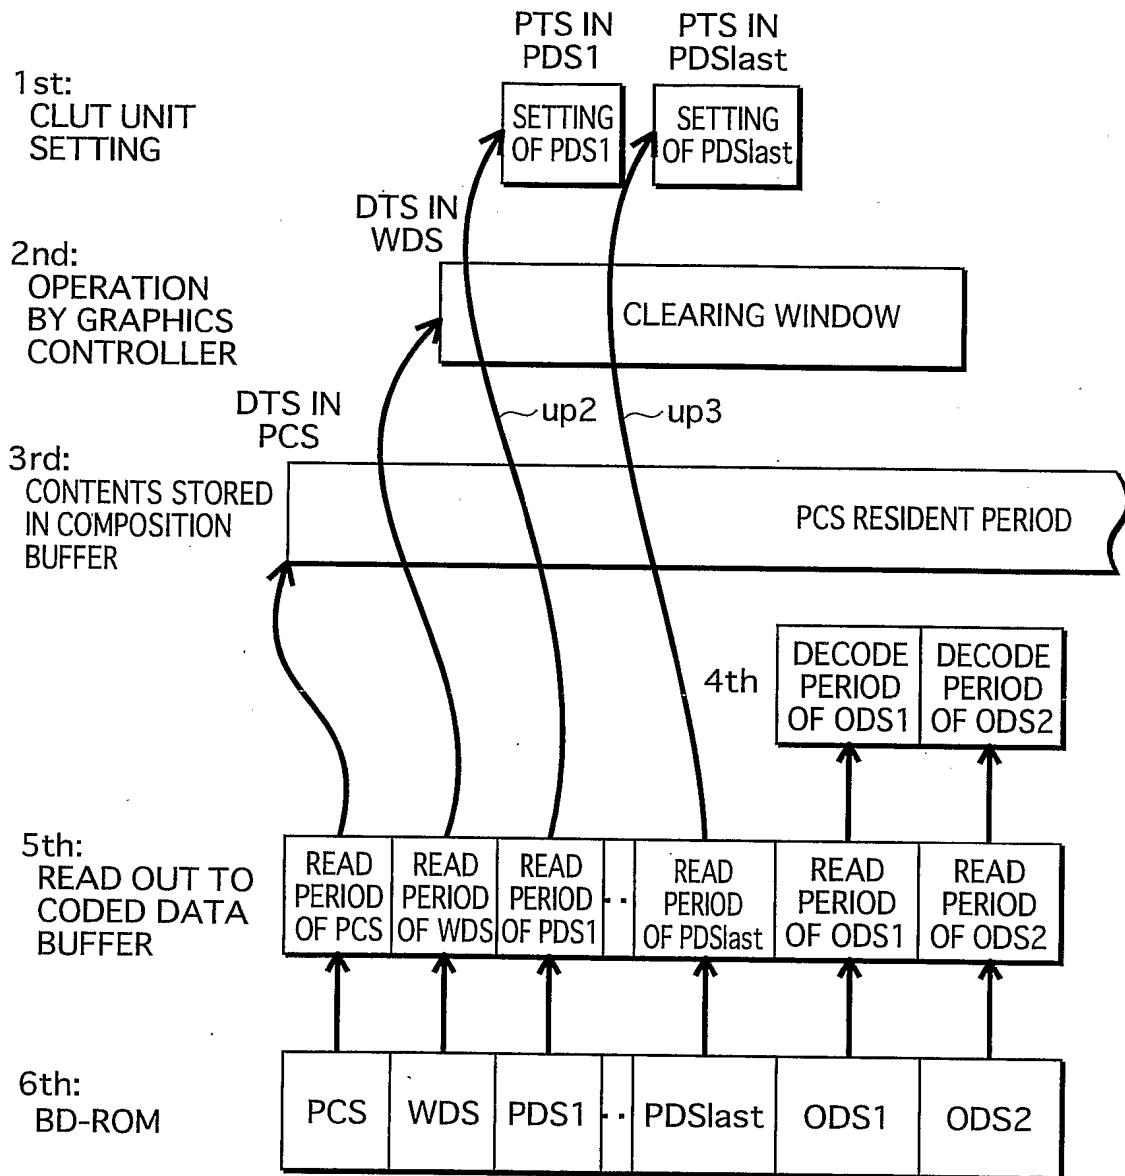 PTS IN
PDS1
PTS IN
PDSlast
1st:
CLUT UNIT
SETTING
SETTING
OF PDS1
SETTING
OF PDSlast
DTS IN
WDS
2nd:
OPERATION
BY GRAPHICS
CONTROLLER
CLEARING WINDOW
DTS IN
PCS
up2
up3
3rd:
CONTENTS STORED
IN COMPOSITION
BUFFER
PCS RESIDENT PERIOD
4th
DECODE
PERIOD
OF ODS1
DECODE
PERIOD
OF ODS2
5th:
READ OUT TO
CODED DATA
BUFFER
READ
PERIOD
OF PCS
READ
PERIOD
OF WDS
READ
PERIOD
OF PDS1
··
READ
PERIOD
OF PDSlast
READ
PERIOD
OF ODS1
READ
PERIOD
OF ODS2
6th:
BD-ROM
PCS
WDS
PDS1
··
PDSlast
ODS1
ODS2